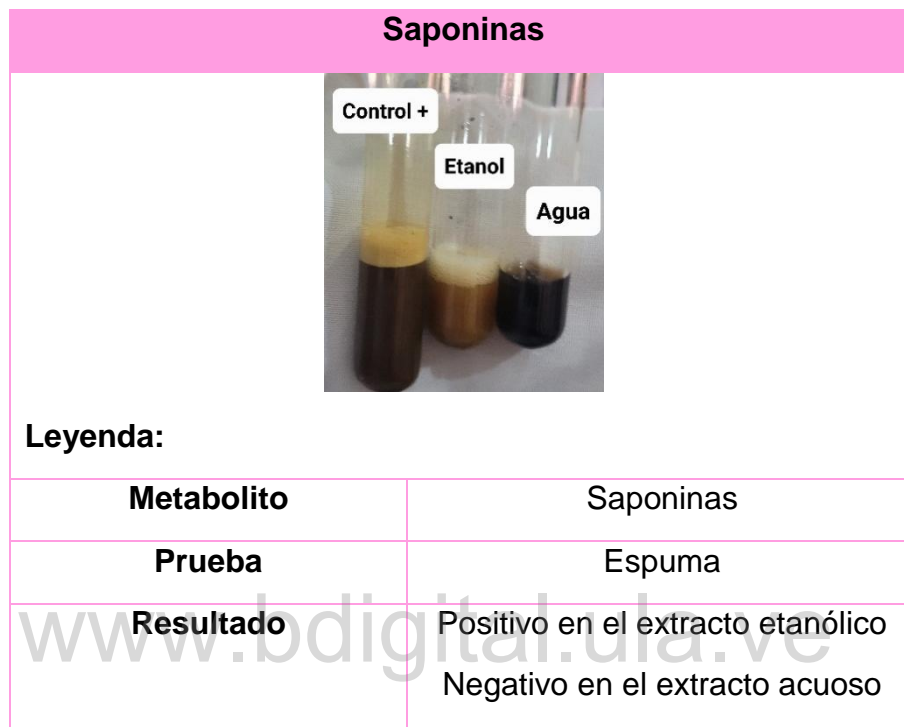 Saponinas
Control +
Etanol
Agua
Leyenda:
Metabolito Saponinas
Prueba Espuma
Resultado Positivo en el extracto etanólico
Negativo en el extracto acuoso
www.bdigital.ula.ve